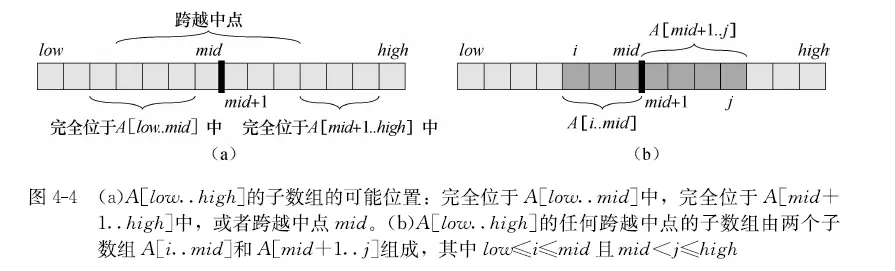 跨越中点
low mid high
mid+1
完全位于A[low..mid] 中 完全位于A[mid+1..high] 中
(a)
A[mid+1..j]
low i mid high
mid+1 j
A[i..mid]
(b)
图 4-4 (a)A[low..high]的子数组的可能位置：完全位于 A[low..mid]中，完全位于 A[mid+
1..high]中，或者跨越中点 mid。(b)A[low..high]的任何跨越中点的子数组由两个子
数组 A[i..mid]和 A[mid+1..j]组成，其中 low≤i≤mid 且 mid<j≤high